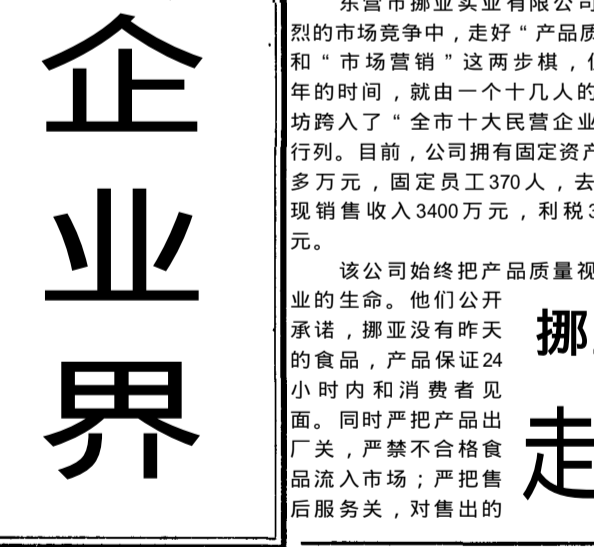 企
业
界
东营市挪亚实业有限公司
烈的市场竞争中，走好“产品质
和“市场营销”这两步棋，
年的时间，就由一个十几人的
坊跨入了“全市十大民营企业
行列。目前，公司拥有固定资产
多万元，固定员工370人，去
现销售收入3400万元，利税3
元。
该公司始终把产品质量视
业的生命。他们公开
承诺，挪亚没有昨天
的食品，产品保证24
小时内和消费者见
面。同时严把产品出
厂关，严禁不合格食
品流入市场；严把售
后服务关，对售出的
挪
走